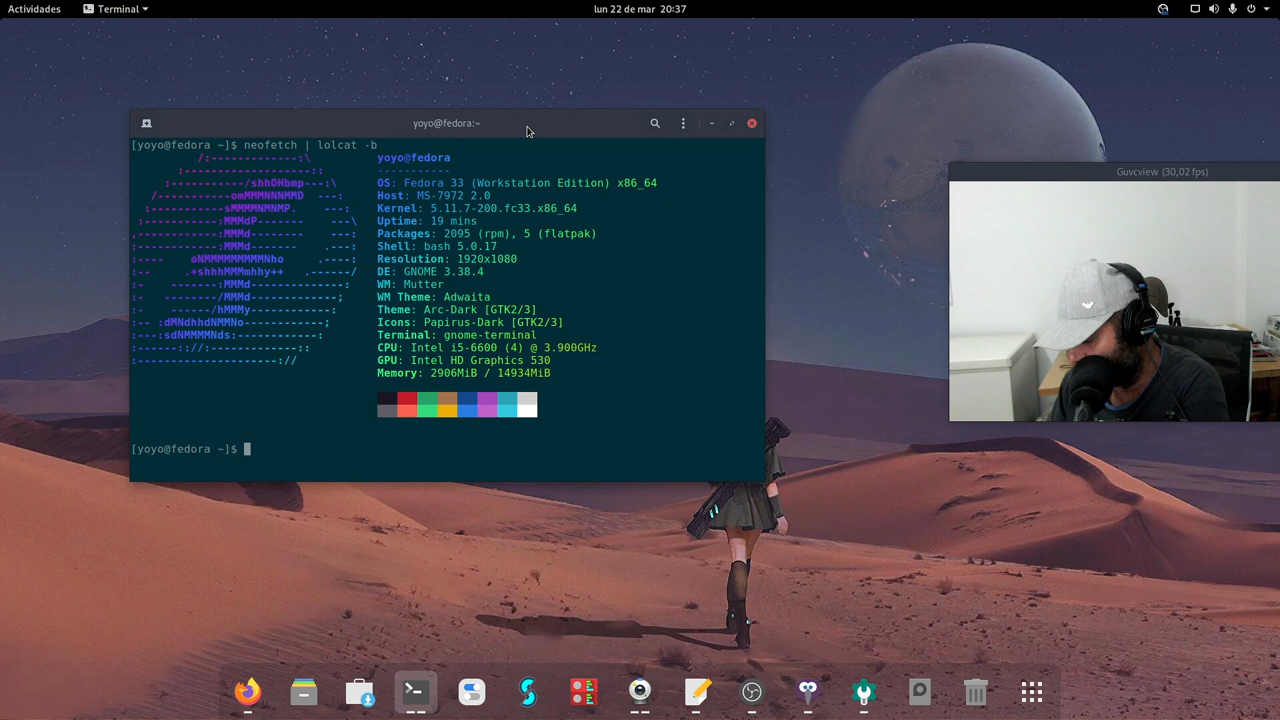 Actividades
Terminal
lun 22 de mar 20:37
yoyo@fedora:~
[yoyo@fedora ~]$ neofetch | lolcat -b
yoyo@fedora
-----------
OS: Fedora 33 (Workstation Edition) x86_64
Host: MS-7972 2.0
Kernel: 5.11.7-200.fc33.x86_64
Uptime: 19 mins
Packages: 2095 (rpm), 5 (flatpak)
Shell: bash 5.0.17
Resolution: 1920x1080
DE: GNOME 3.38.4
WM: Mutter
WM Theme: Adwaita
Theme: Arc-Dark [GTK2/3]
Icons: Papirus-Dark [GTK2/3]
Terminal: gnome-terminal
CPU: Intel i5-6600 (4) @ 3.900GHz
GPU: Intel HD Graphics 530
Memory: 2906MiB / 14934MiB
[yoyo@fedora ~]$
Guvcview (30,02 fps)